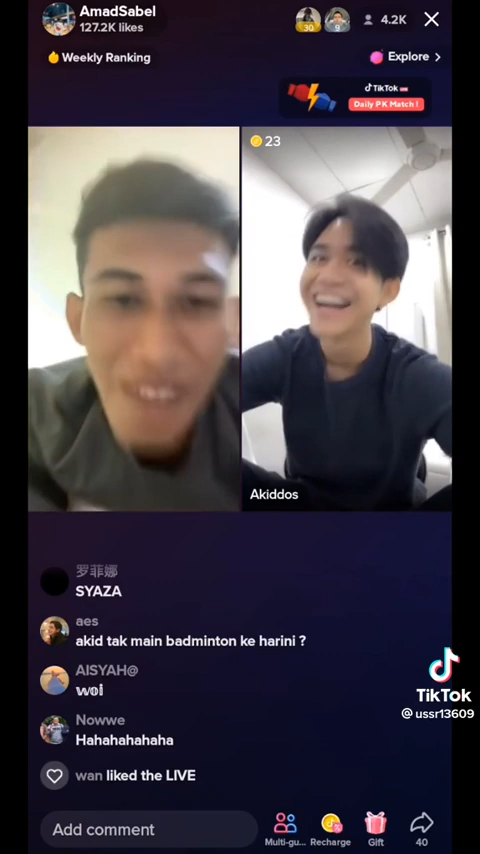 AmadSabel
127.2K likes
30
9
4.2K
Weekly Ranking
Explore
TikTok
Daily PK Match !
23
Akiddos
罗菲娜
SYAZA
aes
akid tak main badminton ke harini ?
AISYAH@
𝕨𝕠𝕚
Nowwe
Hahahahahaha
wan liked the LIVE
TikTok
@ussr13609
Add comment
Multi-gu...
Recharge
Gift
40